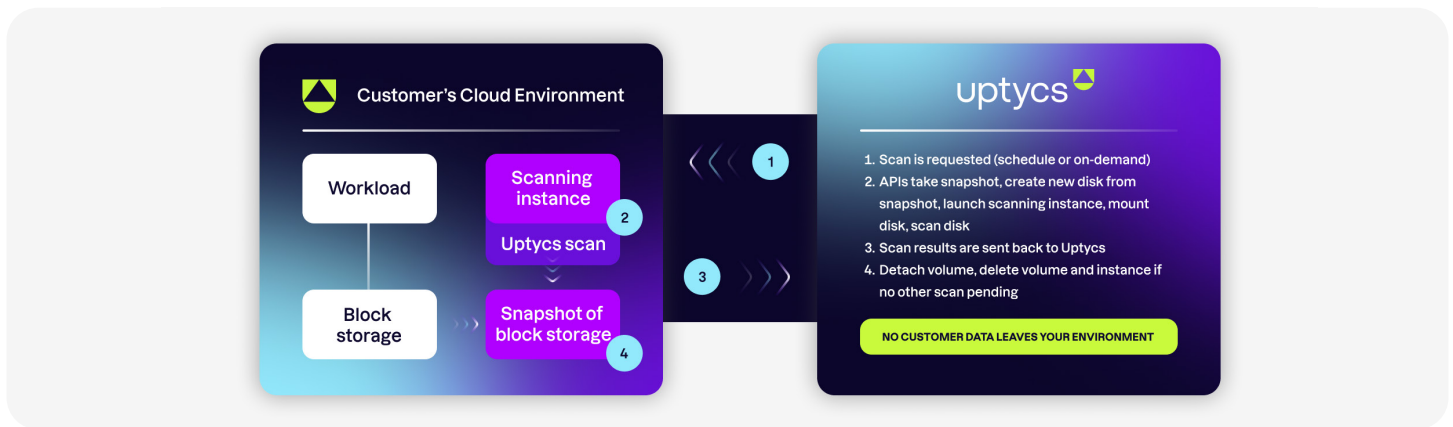 Customer's Cloud Environment
Workload
Scanning
instance
2
Uptycs scan
Block
storage
Snapshot of
block storage
4
1
3
uptycs
1. Scan is requested (schedule or on-demand)
2. APIs take snapshot, create new disk from
snapshot, launch scanning instance, mount
disk, scan disk
3. Scan results are sent back to Uptycs
4. Detach volume, delete volume and instance if
no other scan pending
NO CUSTOMER DATA LEAVES YOUR ENVIRONMENT